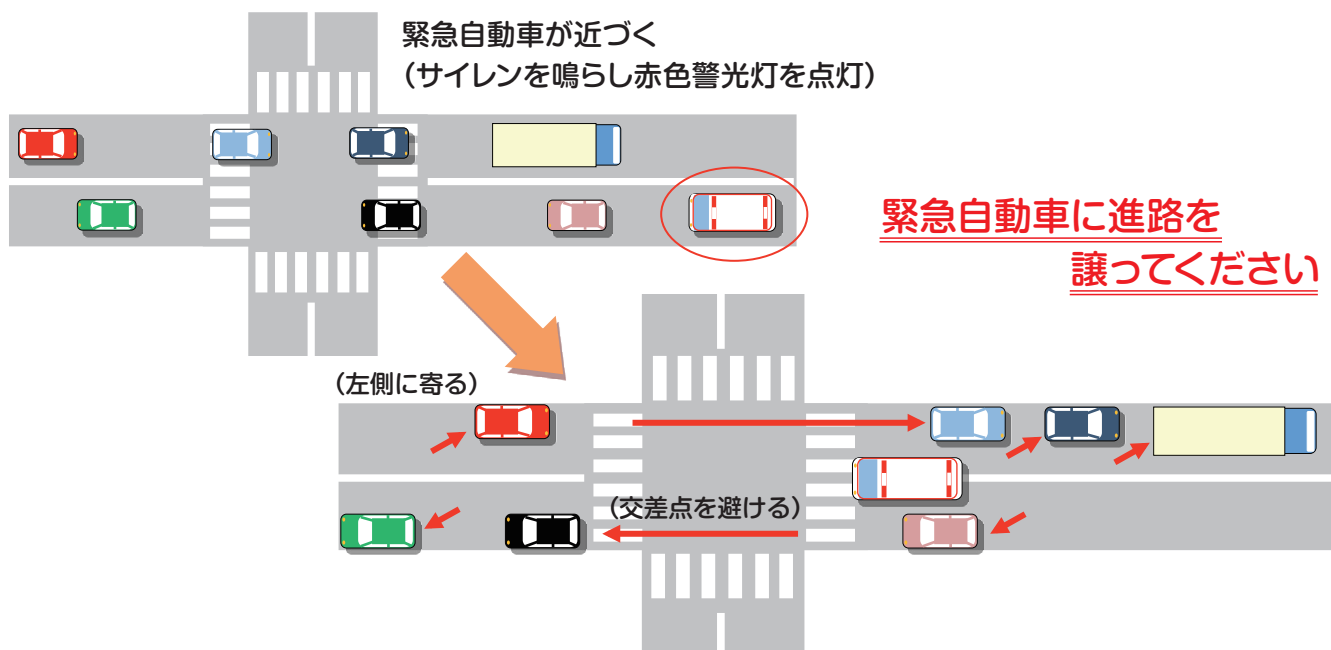 緊急自動車が近づく
(サイレンを鳴らし赤色警光灯を点灯)
緊急自動車に進路を
譲ってください
(左側に寄る)
(交差点を避ける)